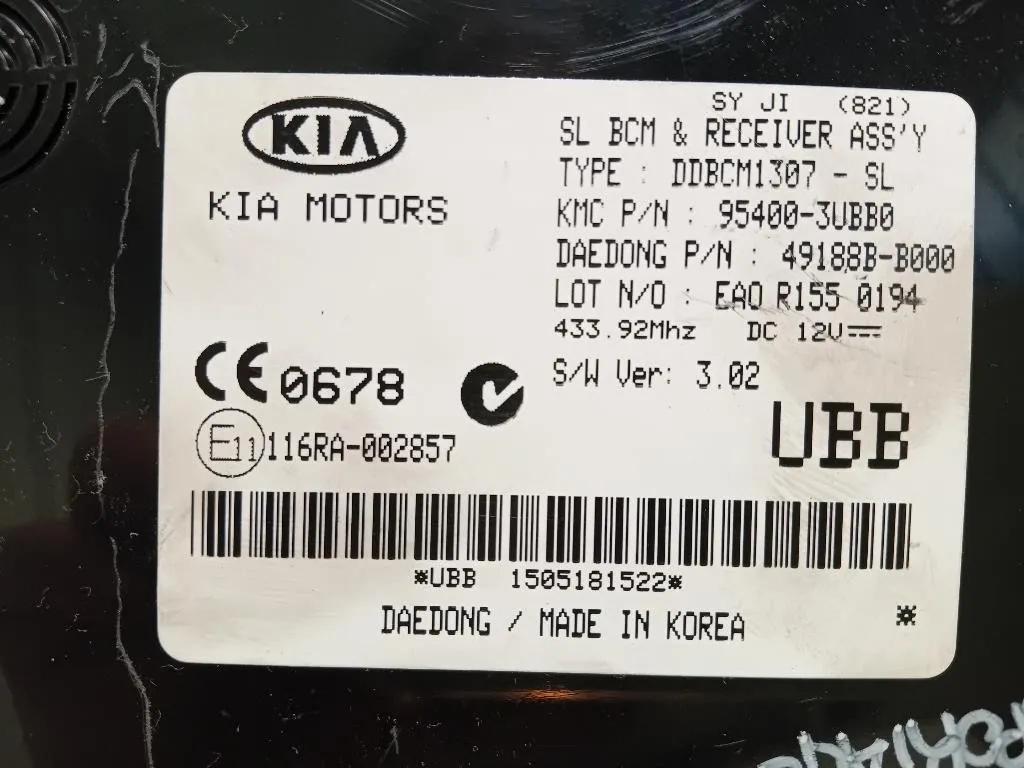 KIA
KIA MOTORS
SY JI (821)
SL BCM & RECEIVER ASS'Y
TYPE : DDBCM1307 - SL
KMC P/N : 95400-3UBB0
DAEDONG P/N : 49188B-B000
LOT N/O : EAO R155 0194
433.92Mhz DC 12V
S/W Ver: 3.02
CE 0678
UBB
E11 116RA-002857
*UBB 1505181522*
DAEDONG / MADE IN KOREA *